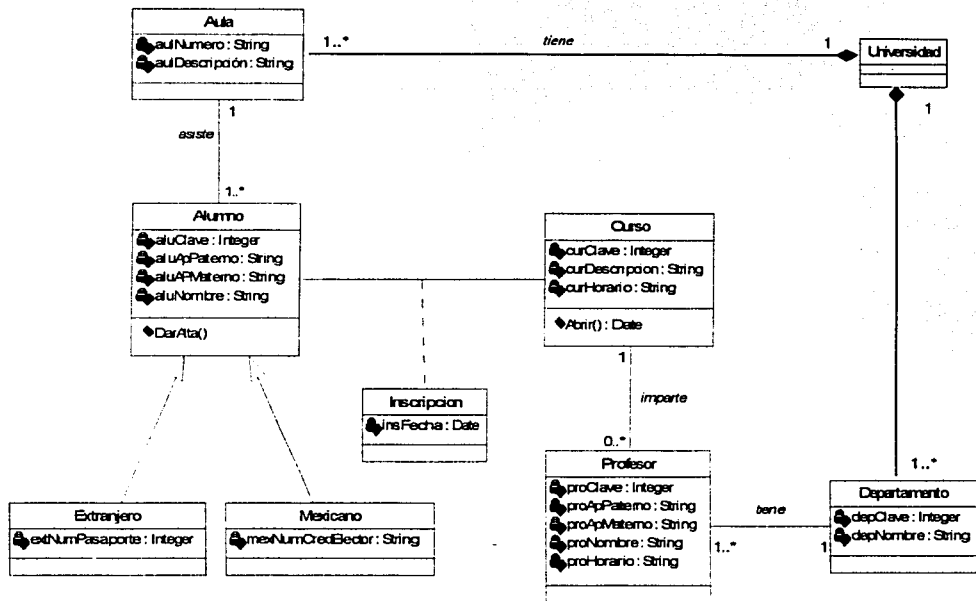 Aula
aulNumero : String
aulDescripción : String
1..*
tiene
1
Universidad
1
1
asiste
1..*
Alumno
aluClave : Integer
aluApPaterno : String
aluAPMaterno : String
aluNombre : String
DarAlta()
Curso
curClave : Integer
curDescripcion : String
curHorario : String
Abrir() : Date
1
imparte
0..*
Inscripcion
insFecha : Date
Extranjero
extNumPasaporte : Integer
Mexicano
mexNumCredElector : String
Profesor
proClave : Integer
proApPaterno : String
proApMaterno : String
proNombre : String
proHorario : String
1..*
tiene
1
1..*
Departamento
depClave : Integer
depNombre : String